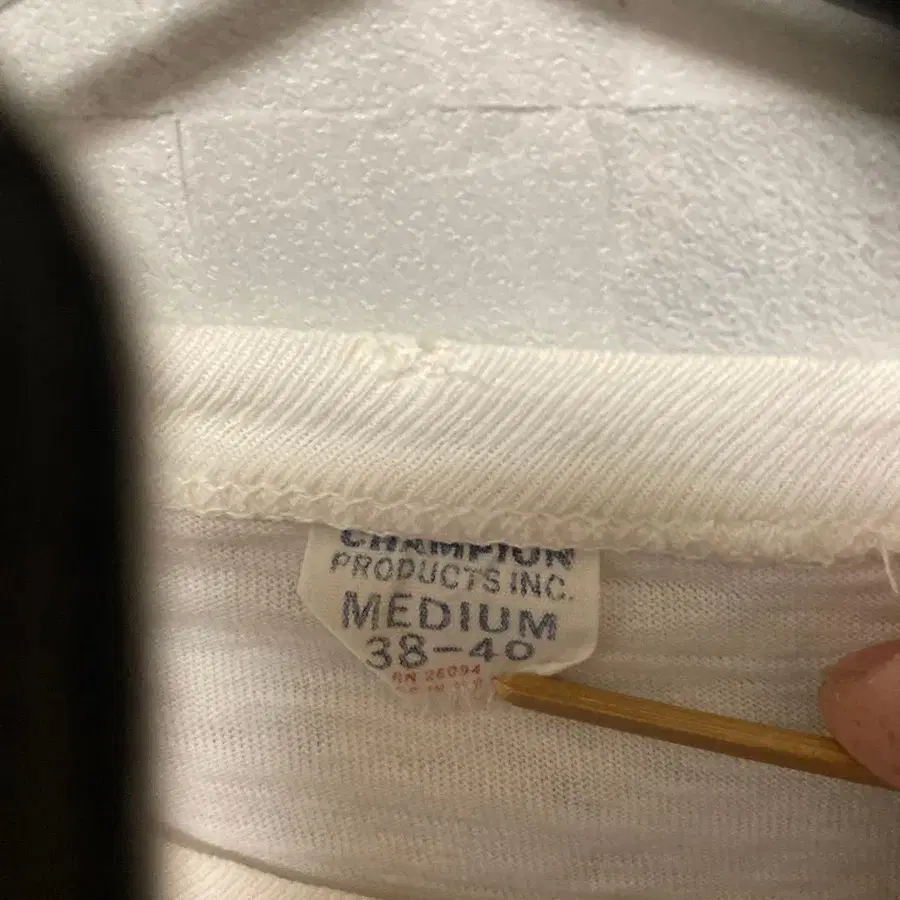 CHAMPION
PRODUCTS INC.
MEDIUM
38-40
RN 26094